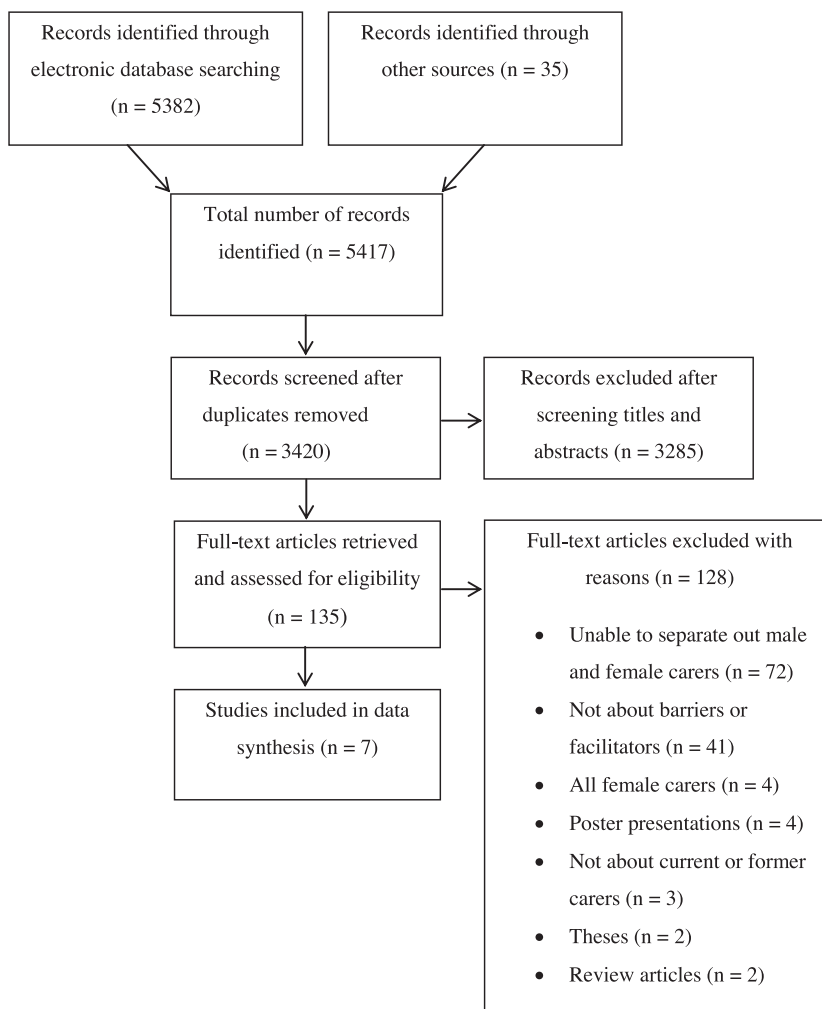 Records identified through
electronic database searching
(n = 5382)
Records identified through
other sources (n = 35)
Total number of records
identified (n = 5417)
Records screened after
duplicates removed
(n = 3420)
Records excluded after
screening titles and
abstracts (n = 3285)
Full-text articles retrieved
and assessed for eligibility
(n = 135)
Full-text articles excluded with
reasons (n = 128)
• Unable to separate out male
and female carers (n = 72)
• Not about barriers or
facilitators (n = 41)
• All female carers (n = 4)
• Poster presentations (n = 4)
• Not about current or former
carers (n = 3)
• Theses (n = 2)
• Review articles (n = 2)
Studies included in data
synthesis (n = 7)